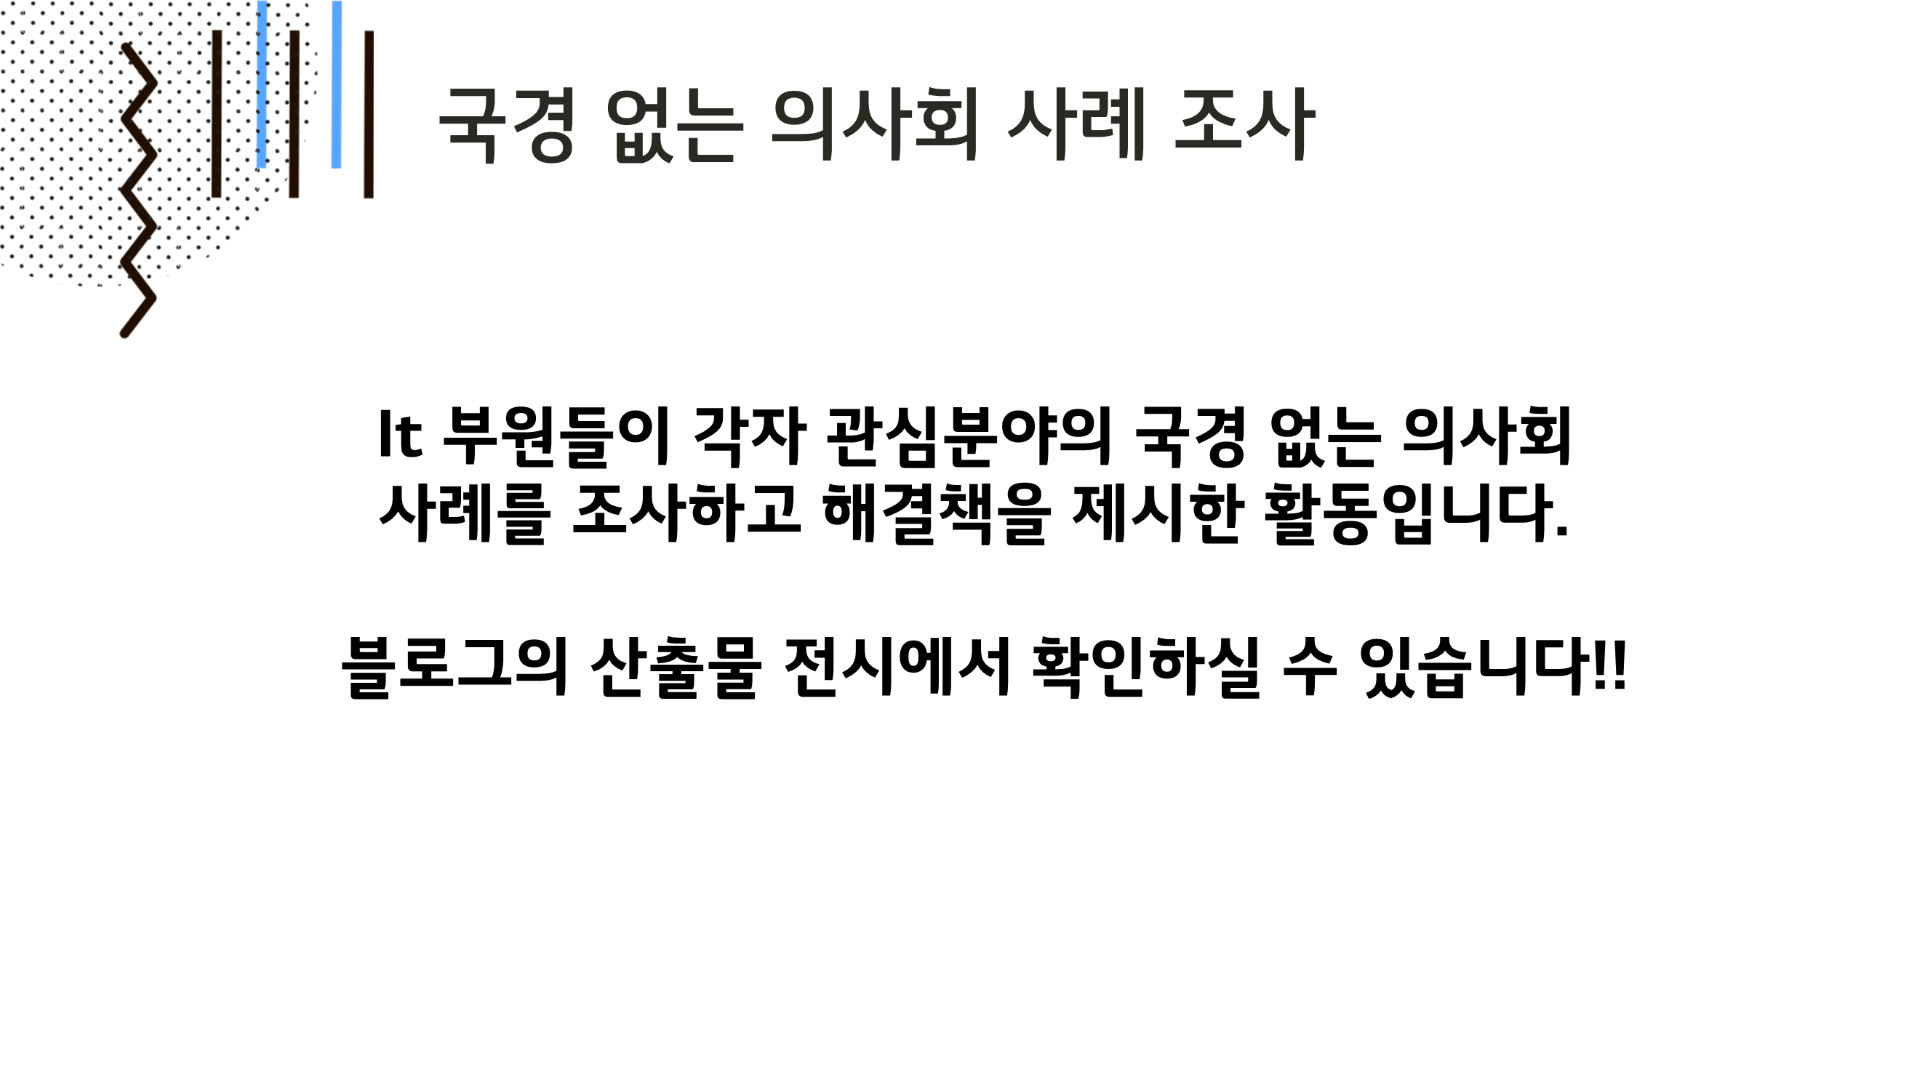 국경 없는 의사회 사례 조사
It 부원들이 각자 관심분야의 국경 없는 의사회
사례를 조사하고 해결책을 제시한 활동입니다.
블로그의 산출물 전시에서 확인하실 수 있습니다!!